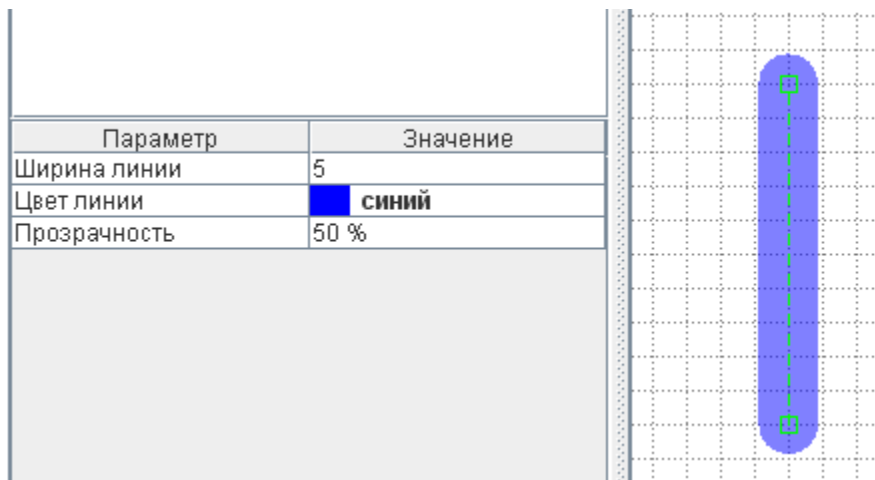 Параметр Значение
Ширина линии 5
Цвет линии синий
Прозрачность 50 %